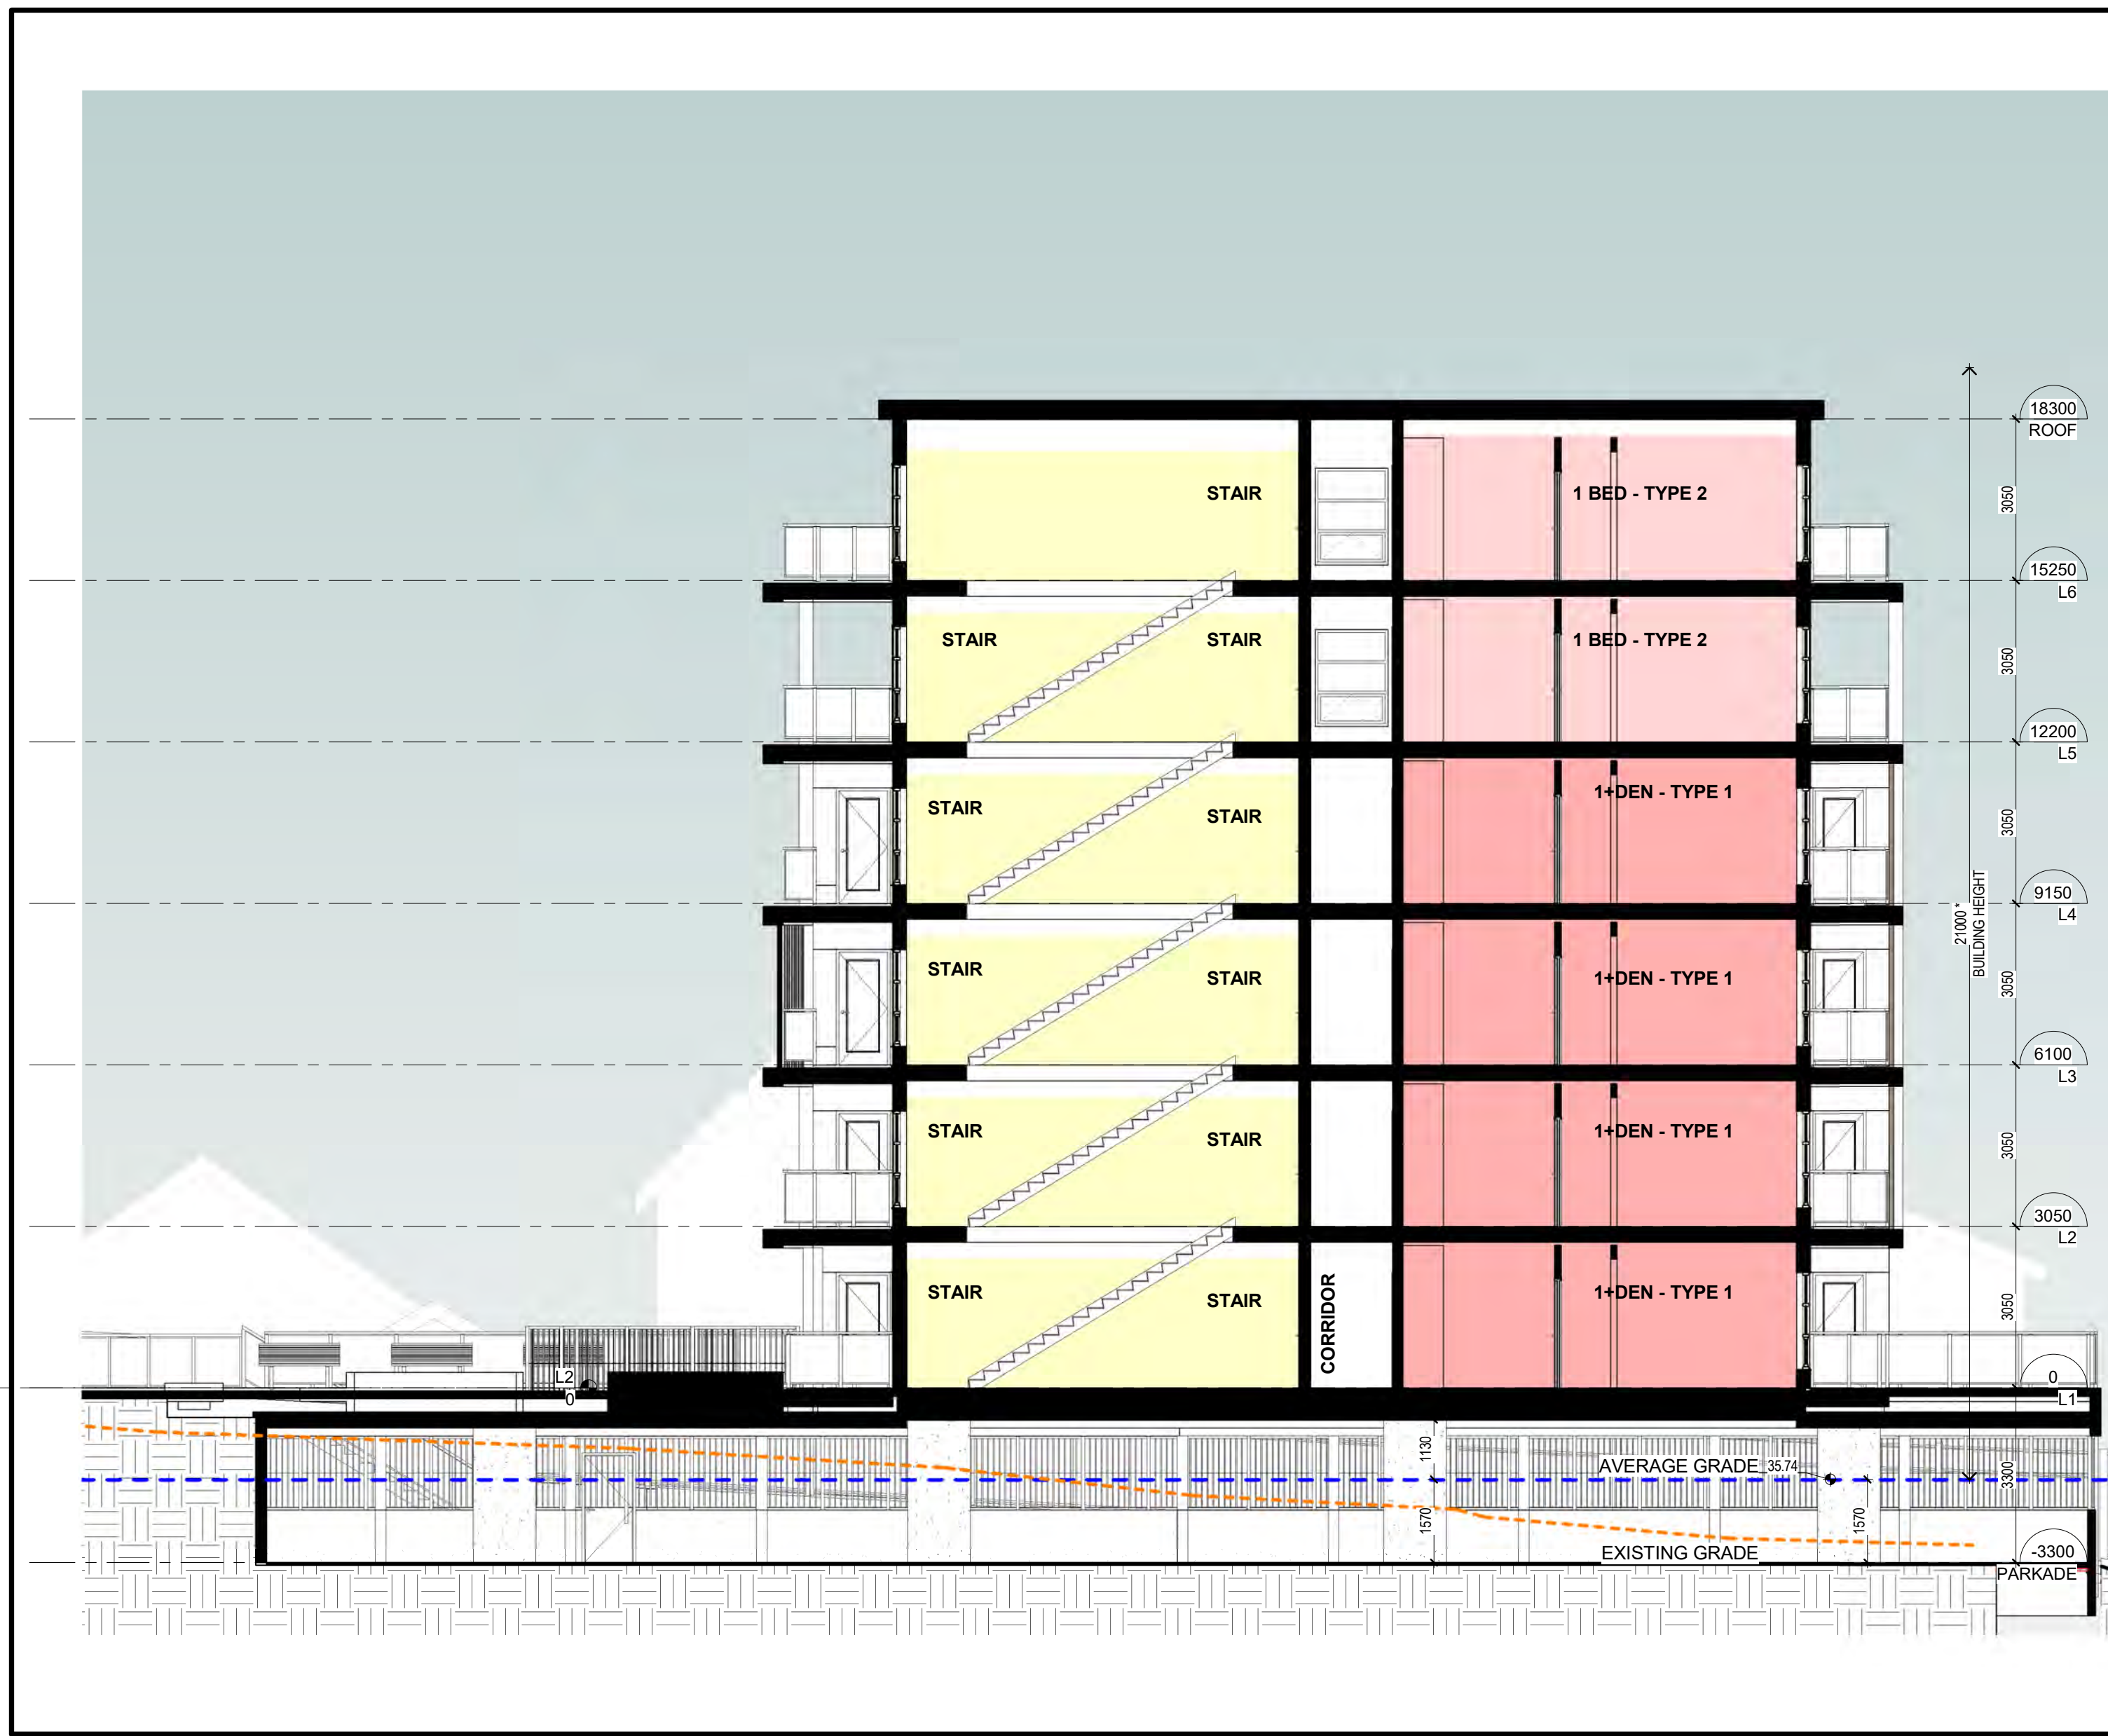 18300
ROOF
3050
STAIR
1 BED - TYPE 2
15250
L6
STAIR
STAIR
1 BED - TYPE 2
3050
12200
L5
STAIR
STAIR
1+DEN - TYPE 1
3050
9150
L4
21000 *
BUILDING HEIGHT
STAIR
STAIR
1+DEN - TYPE 1
3050
6100
L3
STAIR
STAIR
1+DEN - TYPE 1
3050
3050
L2
STAIR
STAIR
CORRIDOR
1+DEN - TYPE 1
3050
L2
0
0
L1
1130
AVERAGE GRADE
35.74
3300
1570
1570
EXISTING GRADE
-3300
PARKADE